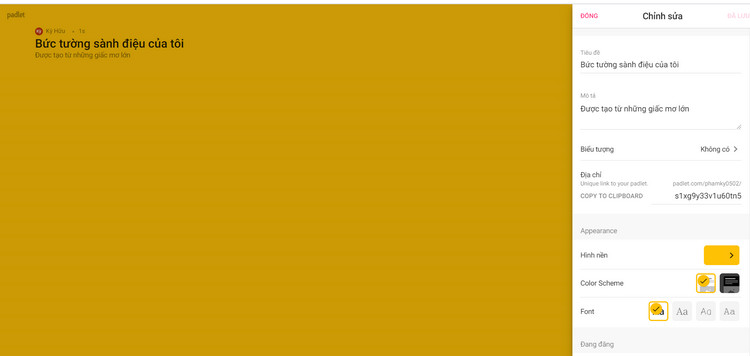 padlet
Kỳ Hữu 1s
Bức tường sành điệu của tôi
Được tạo từ những giấc mơ lớn
ĐÓNG Chỉnh sửa ĐÃ LƯU
Tiêu đề
Bức tường sành điệu của tôi
Mô tả
Được tạo từ những giấc mơ lớn
Biểu tượng Không có
Địa chỉ
Unique link to your padlet. padlet.com/phamky0502/
COPY TO CLIPBOARD s1xg9y33v1u60tn5
Appearance
Hình nền
Color Scheme
Font Aa Aa Aa
Đang đăng